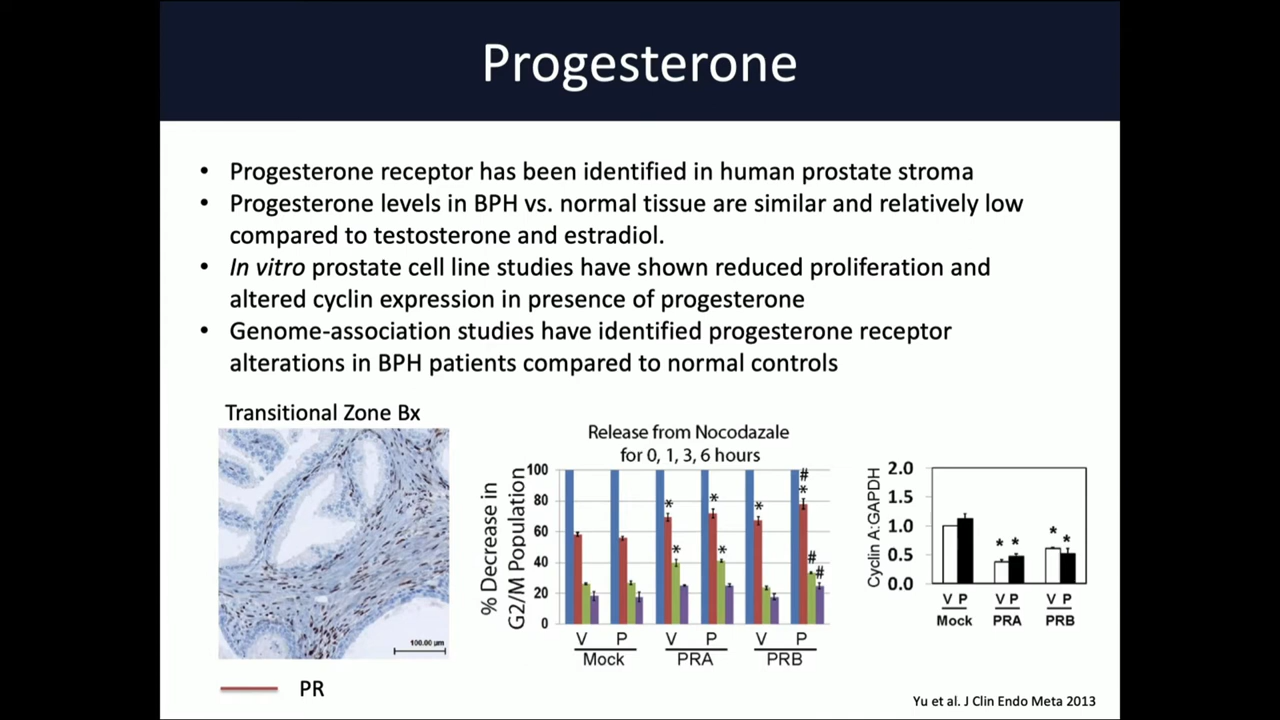 Progesterone
• Progesterone receptor has been identified in human prostate stroma
• Progesterone levels in BPH vs. normal tissue are similar and relatively low
compared to testosterone and estradiol.
• In vitro prostate cell line studies have shown reduced proliferation and
altered cyclin expression in presence of progesterone
• Genome-association studies have identified progesterone receptor
alterations in BPH patients compared to normal controls
Transitional Zone Bx
100.00 µm
PR
Release from Nocodazale
for 0, 1, 3, 6 hours
% Decrease in
G2/M Population
100
80
60
40
20
0
* * * # *
* * # #
V P V P V P
Mock PRA PRB
Cyclin A:GAPDH
2.0
1.5
1.0
0.5
0.0
* * * *
V P V P V P
Mock PRA PRB
Yu et al. J Clin Endo Meta 2013